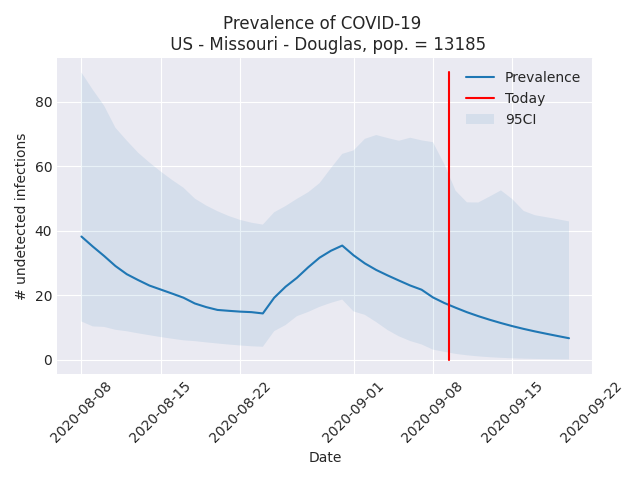 Prevalence of COVID-19
US - Missouri - Douglas, pop. = 13185
Prevalence
Today
95CI
# undetected infections
80
60
40
20
0
2020-08-08
2020-08-15
2020-08-22
2020-09-01
2020-09-08
2020-09-15
2020-09-22
Date